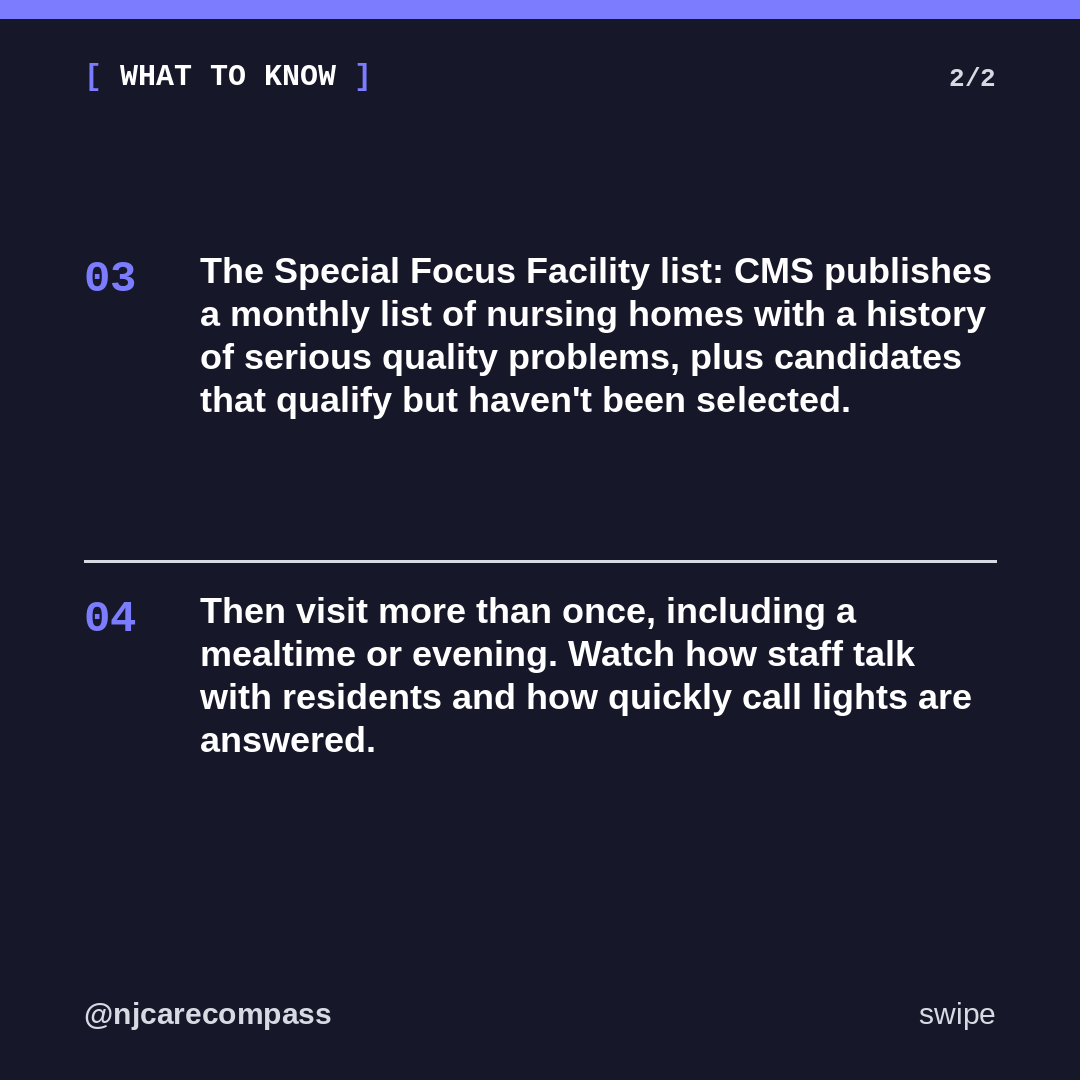 [ WHAT TO KNOW ]
2/2
03
The Special Focus Facility list: CMS publishes
a monthly list of nursing homes with a history
of serious quality problems, plus candidates
that qualify but haven't been selected.
04
Then visit more than once, including a
mealtime or evening. Watch how staff talk
with residents and how quickly call lights are
answered.
@njcarecompass
swipe